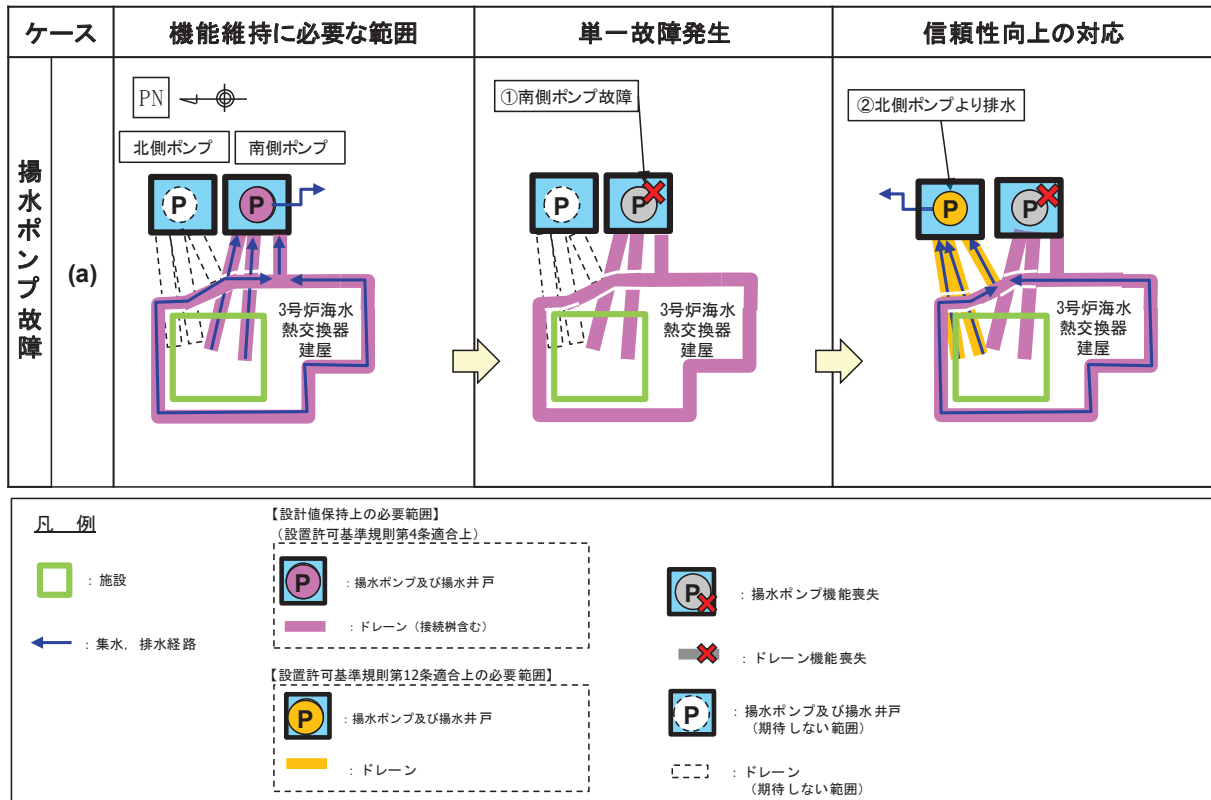 ケース
機能維持に必要な範囲
単一故障発生
信頼性向上の対応
揚水ポンプ故障
(a)
PN
北側ポンプ
南側ポンプ
P
P
3号炉海水
熱交換器
建屋
①南側ポンプ故障
P
P
3号炉海水
熱交換器
建屋
②北側ポンプより排水
P
P
3号炉海水
熱交換器
建屋
凡 例
：施設
：集水，排水経路
【設計値保持上の必要範囲】
（設置許可基準規則第4条適合上）
P
：揚水ポンプ及び揚水井戸
：ドレーン（接続桝含む）
【設置許可基準規則第12条適合上の必要範囲】
P
：揚水ポンプ及び揚水井戸
：ドレーン
P
：揚水ポンプ機能喪失
：ドレーン機能喪失
P
：揚水ポンプ及び揚水井戸
（期待しない範囲）
：ドレーン
（期待しない範囲）